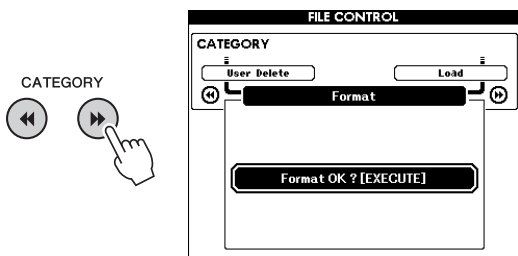 FILE CONTROL
CATEGORY
User Delete
Load
Format
CATEGORY
Format OK ? [EXECUTE]